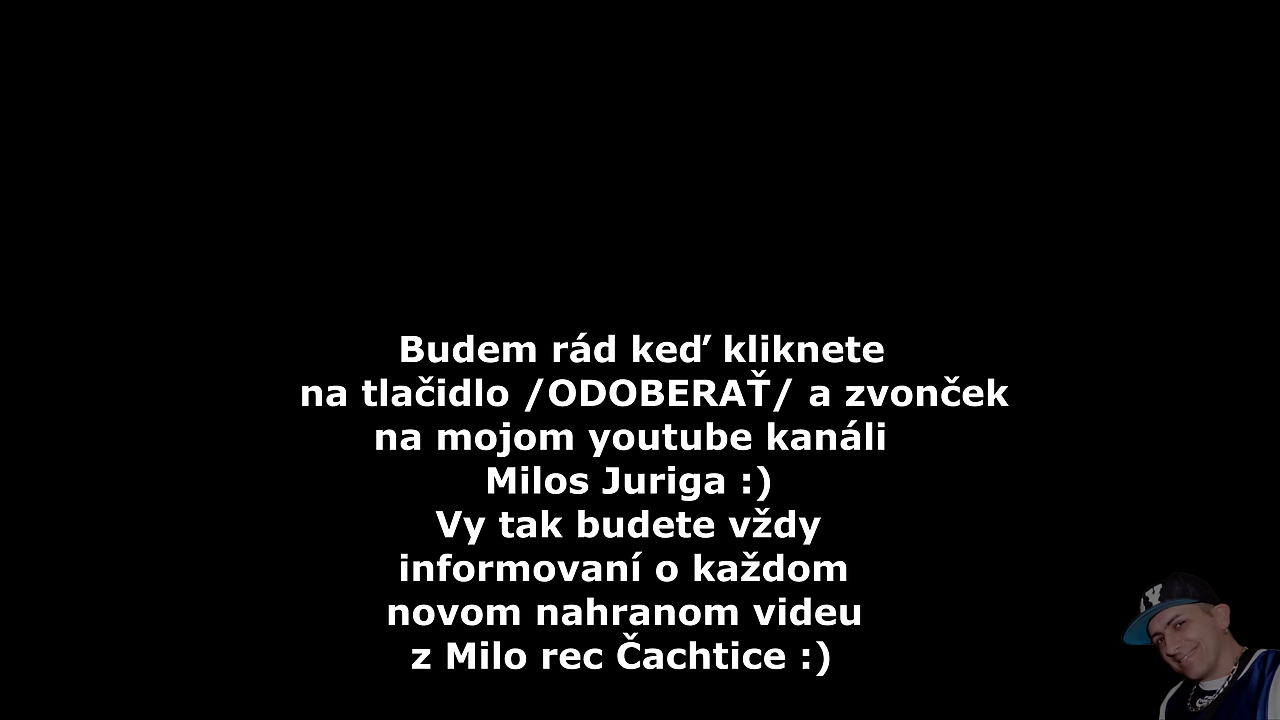 Budem rád keď kliknete
na tlačidlo /ODOBERAŤ/ a zvonček
na mojom youtube kanáli
Milos Juriga :)
Vy tak budete vždy
informovaní o každom
novom nahranom videu
z Milo rec Čachtice :)